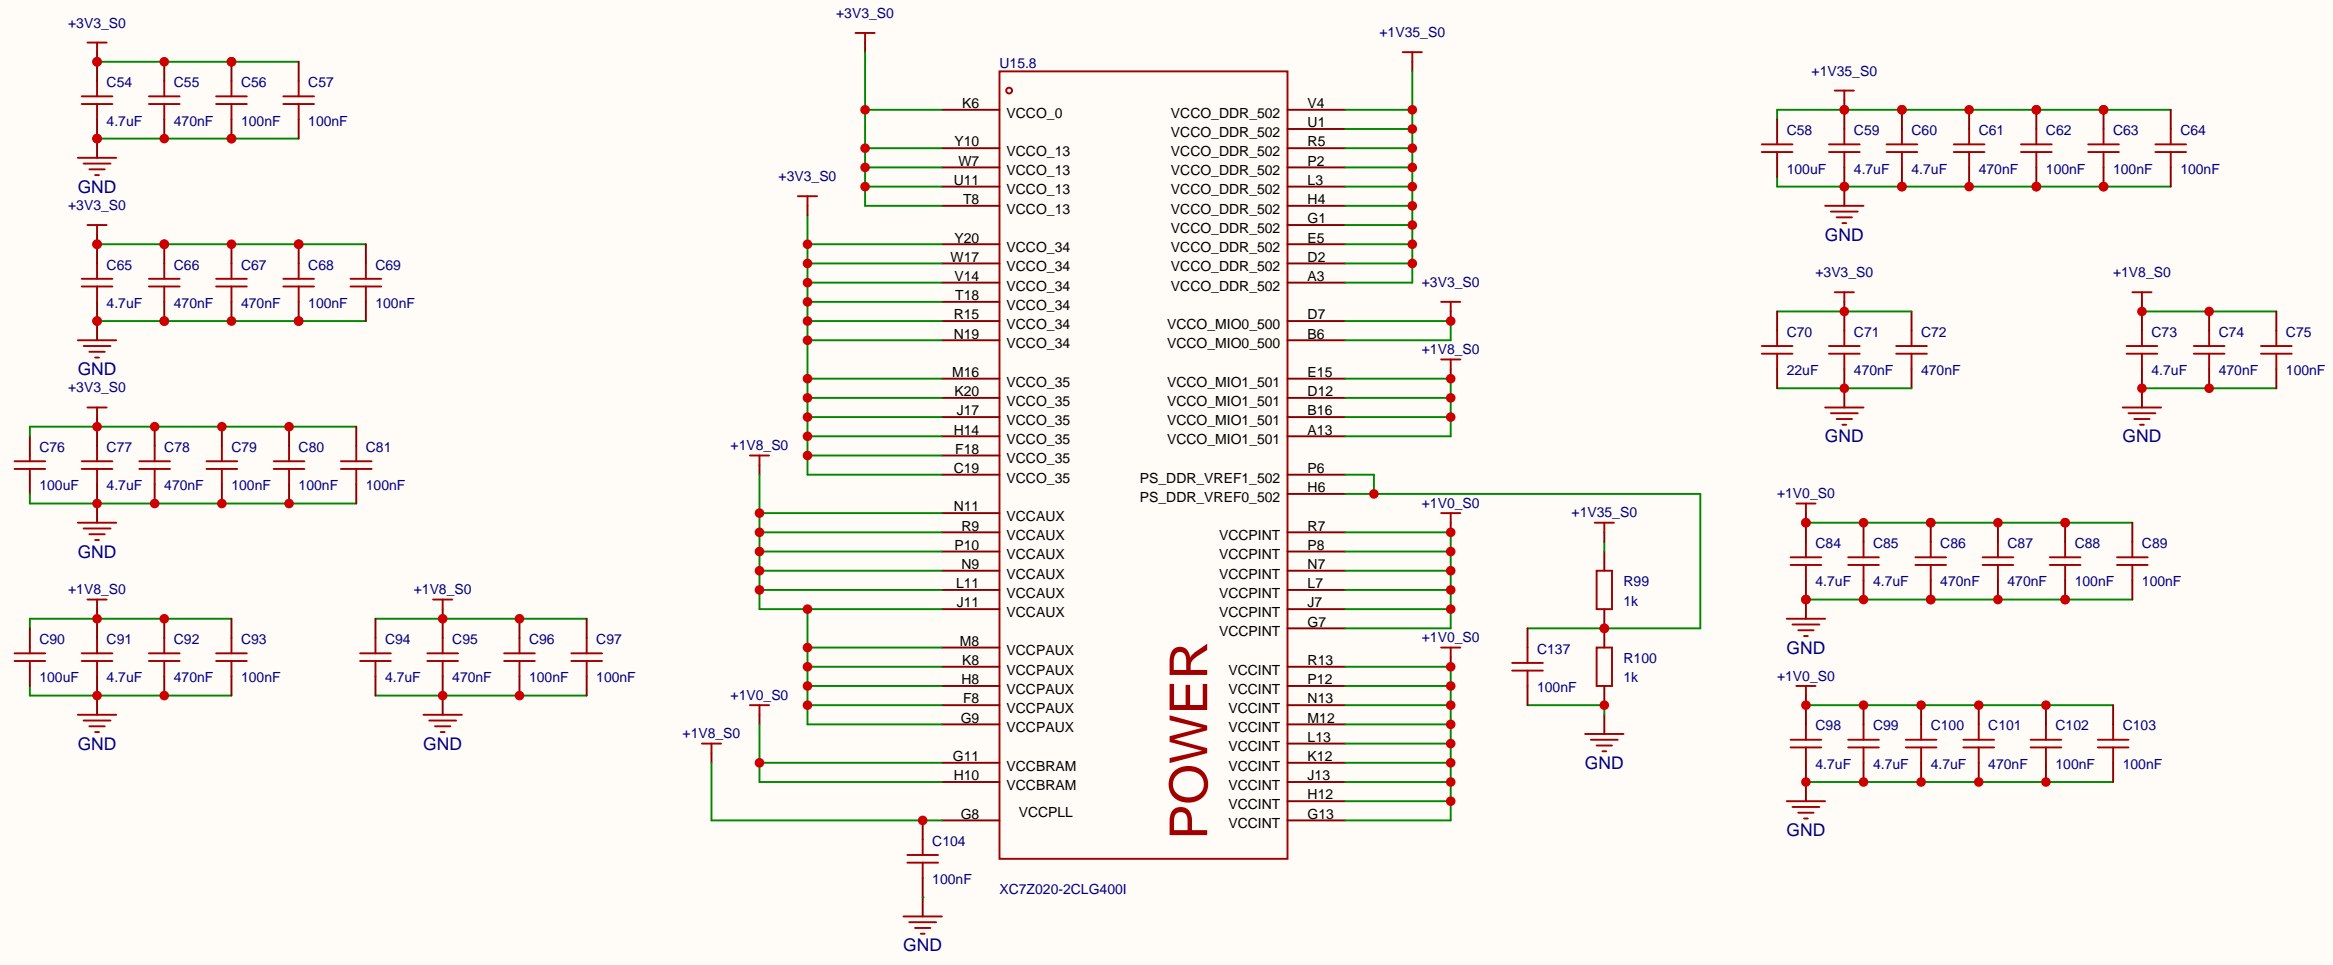 +3V3_S0
C54 C55 C56 C57
4.7uF 470nF 100nF 100nF
GND
+3V3_S0
C65 C66 C67 C68 C69
4.7uF 470nF 470nF 100nF 100nF
GND
+3V3_S0
C76 C77 C78 C79 C80 C81
100uF 4.7uF 470nF 100nF 100nF 100nF
GND
+1V8_S0
C90 C91 C92 C93
100uF 4.7uF 470nF 100nF
GND
+1V8_S0
C94 C95 C96 C97
4.7uF 470nF 100nF 100nF
GND
+3V3_S0
+3V3_S0
+1V8_S0
+1V0_S0
+1V8_S0
U15.8
K6 VCCO_0
Y10 VCCO_13
W7 VCCO_13
U11 VCCO_13
T8 VCCO_13
Y20 VCCO_34
W17 VCCO_34
V14 VCCO_34
T18 VCCO_34
R15 VCCO_34
N19 VCCO_34
M16 VCCO_35
K20 VCCO_35
J17 VCCO_35
H14 VCCO_35
F18 VCCO_35
C19 VCCO_35
N11 VCCAUX
R9 VCCAUX
P10 VCCAUX
N9 VCCAUX
L11 VCCAUX
J11 VCCAUX
M8 VCCPAUX
K8 VCCPAUX
H8 VCCPAUX
F8 VCCPAUX
G9 VCCPAUX
G11 VCCBRAM
H10 VCCBRAM
G8 VCCPLL
C104
100nF
GND
POWER
XC7Z020-2CLG400I
+1V35_S0
VCCO_DDR_502 V4
VCCO_DDR_502 U1
VCCO_DDR_502 R5
VCCO_DDR_502 P2
VCCO_DDR_502 L3
VCCO_DDR_502 H4
VCCO_DDR_502 G1
VCCO_DDR_502 E5
VCCO_DDR_502 D2
VCCO_DDR_502 A3
+3V3_S0
VCCO_MIO0_500 D7
VCCO_MIO0_500 B6
+1V8_S0
VCCO_MIO1_501 E15
VCCO_MIO1_501 D12
VCCO_MIO1_501 B16
VCCO_MIO1_501 A13
PS_DDR_VREF1_502 P6
PS_DDR_VREF0_502 H6
+1V0_S0
VCCPINT R7
VCCPINT P8
VCCPINT N7
VCCPINT L7
VCCPINT J7
VCCPINT G7
+1V0_S0
VCCINT R13
VCCINT P12
VCCINT N13
VCCINT M12
VCCINT L13
VCCINT K12
VCCINT J13
VCCINT H12
VCCINT G13
+1V35_S0
R99
1k
C137
100nF
R100
1k
GND
+1V35_S0
C58 C59 C60 C61 C62 C63 C64
100uF 4.7uF 4.7uF 470nF 100nF 100nF 100nF
GND
+3V3_S0
C70 C71 C72
22uF 470nF 470nF
GND
+1V8_S0
C73 C74 C75
4.7uF 470nF 100nF
GND
+1V0_S0
C84 C85 C86 C87 C88 C89
4.7uF 4.7uF 470nF 470nF 100nF 100nF
GND
+1V0_S0
C98 C99 C100 C101 C102 C103
4.7uF 4.7uF 4.7uF 470nF 100nF 100nF
GND